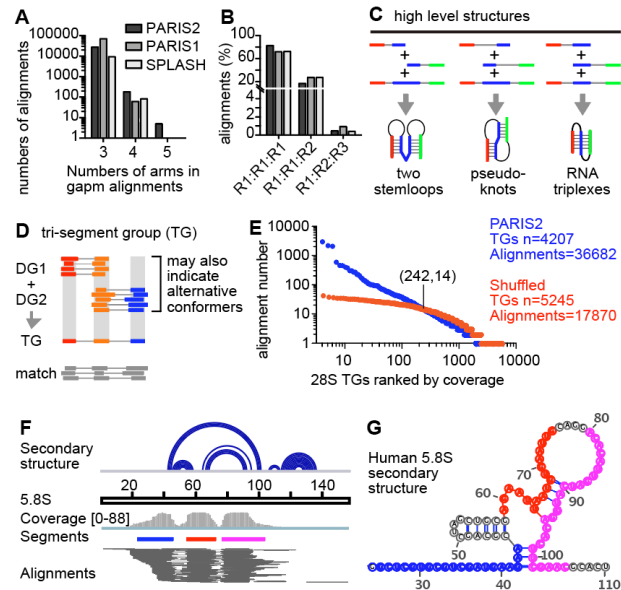 A
numbers of alignments
100000
10000
1000
100
10
1
0
3
4
5
Numbers of arms in
gapm alignments
PARIS2
PARIS1
SPLASH
B
alignments (%)
100
80
60
40
20
4
2
0
R1:R1:R1
R1:R1:R2
R1:R2:R3
C
high level structures
+
+
+
+
+
+
two
stemloops
pseudo-
knots
RNA
triplexes
D
tri-segment group (TG)
DG1
+
DG2
TG
match
may also
indicate
alternative
conformers
E
alignment number
10000
1000
100
10
1
10
100
1000
10000
28S TGs ranked by coverage
(242,14)
PARIS2
TGs n=4207
Alignments=36682
Shuffled
TGs n=5245
Alignments=17870
F
Secondary
structure
20
60
100
140
5.8S
Coverage [0-88]
Segments
Alignments
G
Human 5.8S
secondary
structure
30
40
50
60
70
80
90
100
110